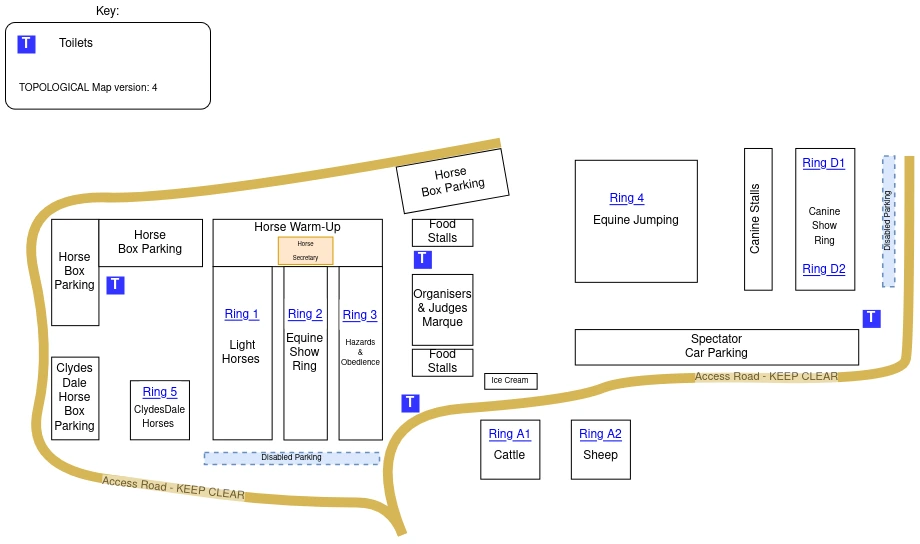 Key:
T
Toilets
TOPOLOGICAL Map version: 4
Horse
Box Parking
Horse
Box
Parking
Horse
Box Parking
T
Horse Warm-Up
Horse
Secretary
Ring 1
Light
Horses
Ring 2
Equine
Show
Ring
Ring 3
Hazards
&
Obedience
Food
Stalls
T
Organisers
& Judges
Marque
Food
Stalls
Ice Cream
T
Clydes
Dale
Horse
Box
Parking
Ring 5
ClydesDale
Horses
Disabled Parking
Access Road - KEEP CLEAR
Ring 4
Equine Jumping
Canine Stalls
Ring D1
Canine
Show
Ring
Ring D2
Disabled Parking
T
Spectator
Car Parking
Access Road - KEEP CLEAR
Ring A1
Cattle
Ring A2
Sheep